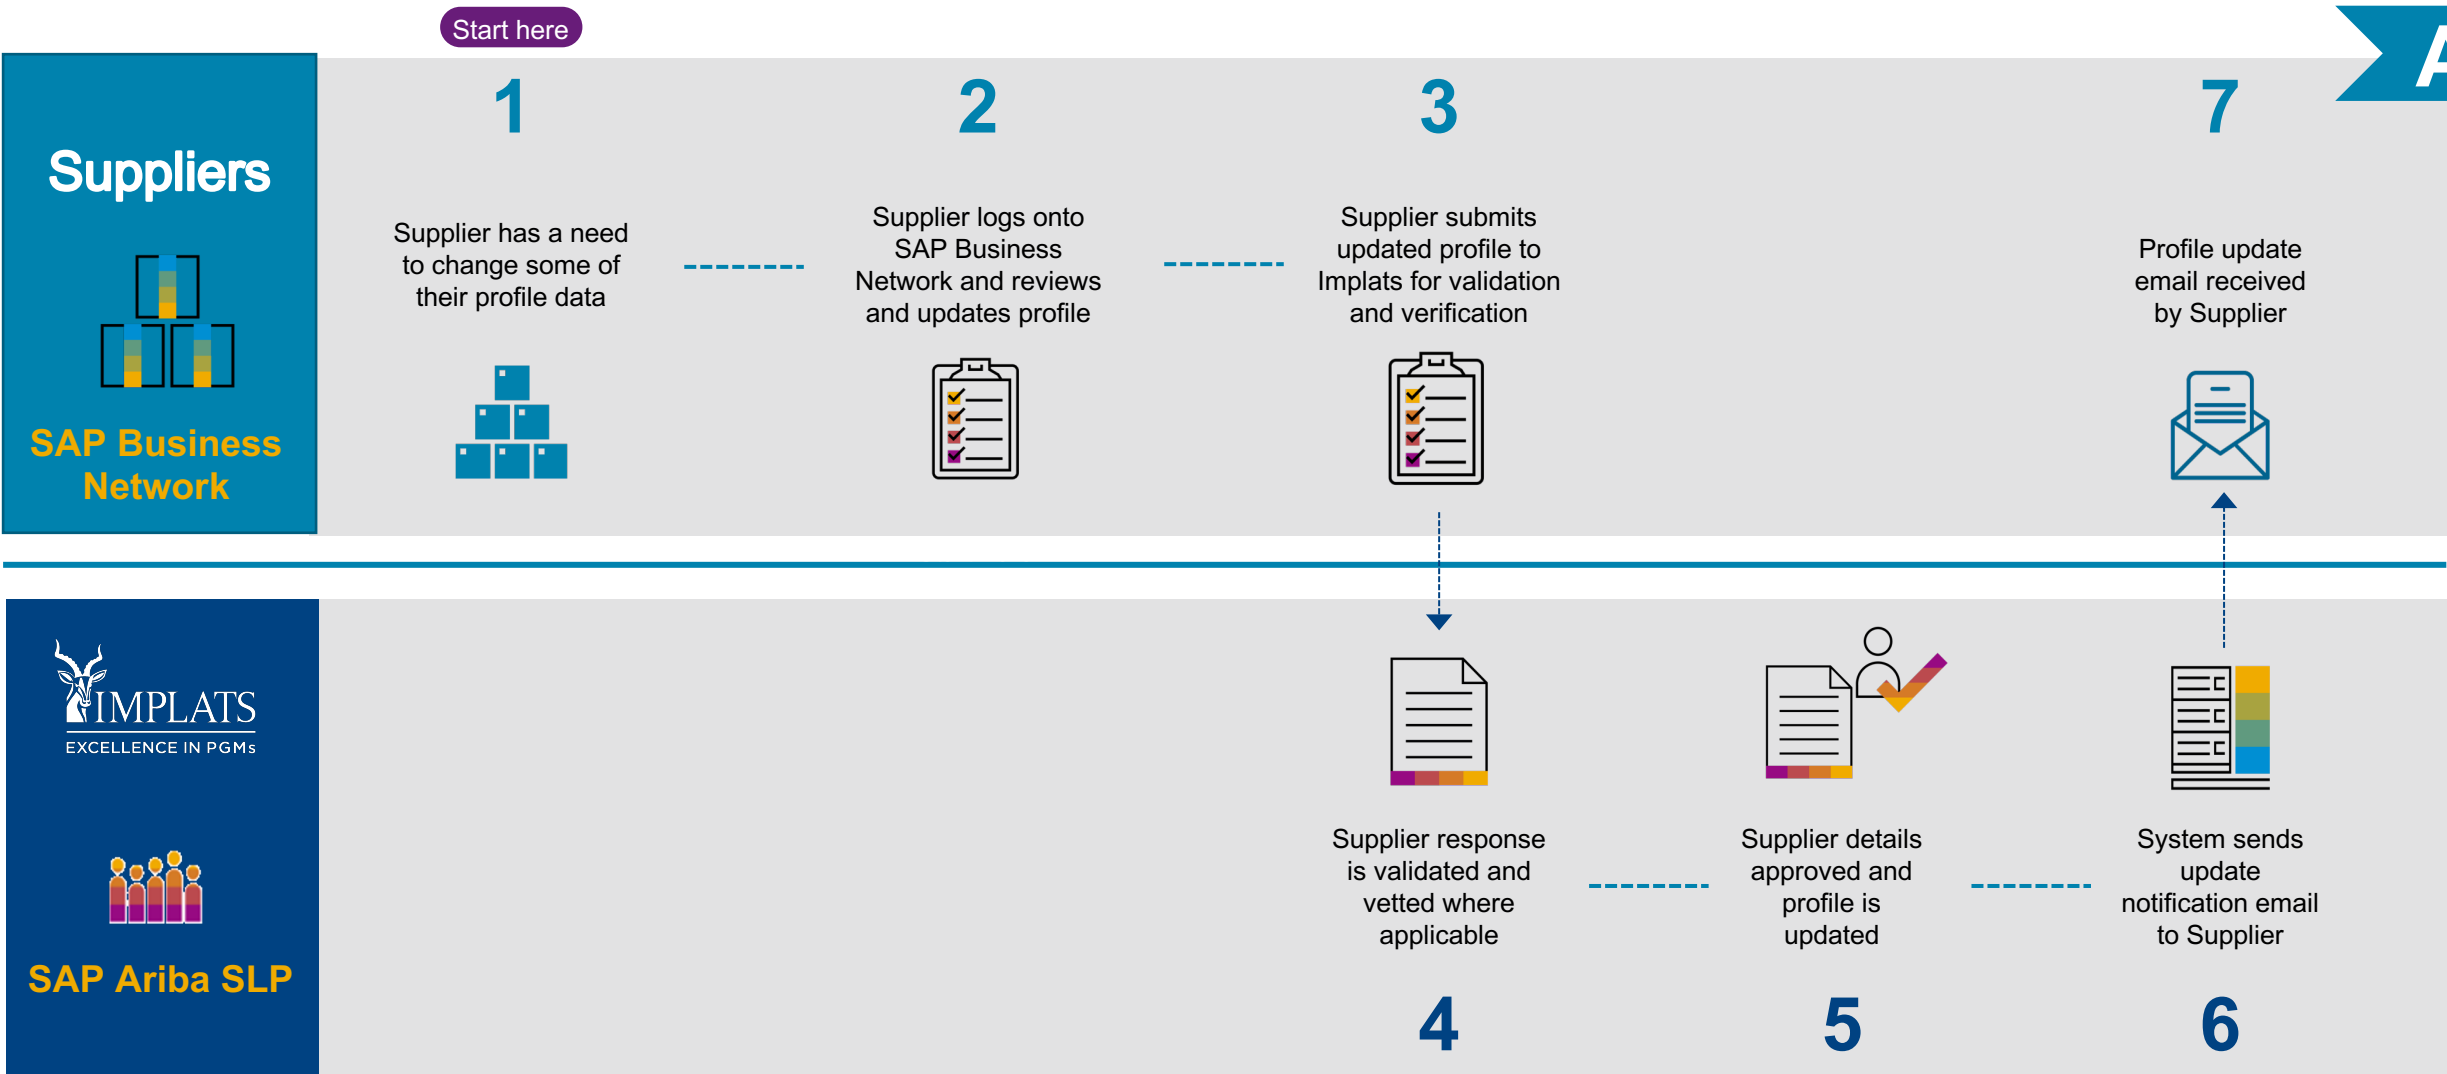 Start here
A
Suppliers
SAP Business
Network
1
Supplier has a need
to change some of
their profile data
2
Supplier logs onto
SAP Business
Network and reviews
and updates profile
3
Supplier submits
updated profile to
Implats for validation
and verification
7
Profile update
email received
by Supplier
IMPLATS
EXCELLENCE IN PGMs
SAP Ariba SLP
Supplier response
is validated and
vetted where
applicable
4
Supplier details
approved and
profile is
updated
5
System sends
update
notification email
to Supplier
6